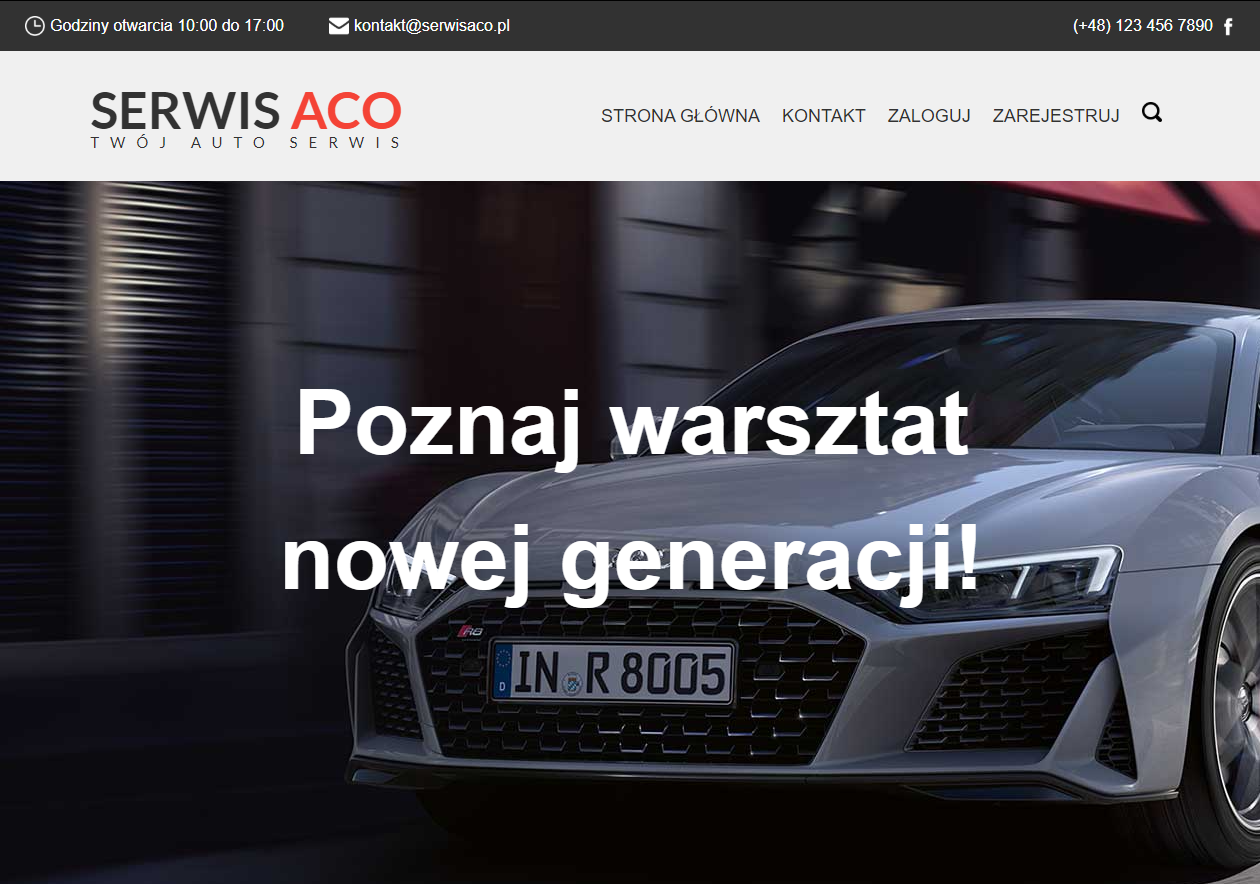 Godziny otwarcia 10:00 do 17:00
kontakt@serwisaco.pl
(+48) 123 456 7890
SERWIS ACO
TWÓJ AUTO SERWIS
STRONA GŁÓWNA KONTAKT ZALOGUJ ZAREJESTRUJ
Poznaj warsztat
nowej generacji!
R8
D
IN R 8005